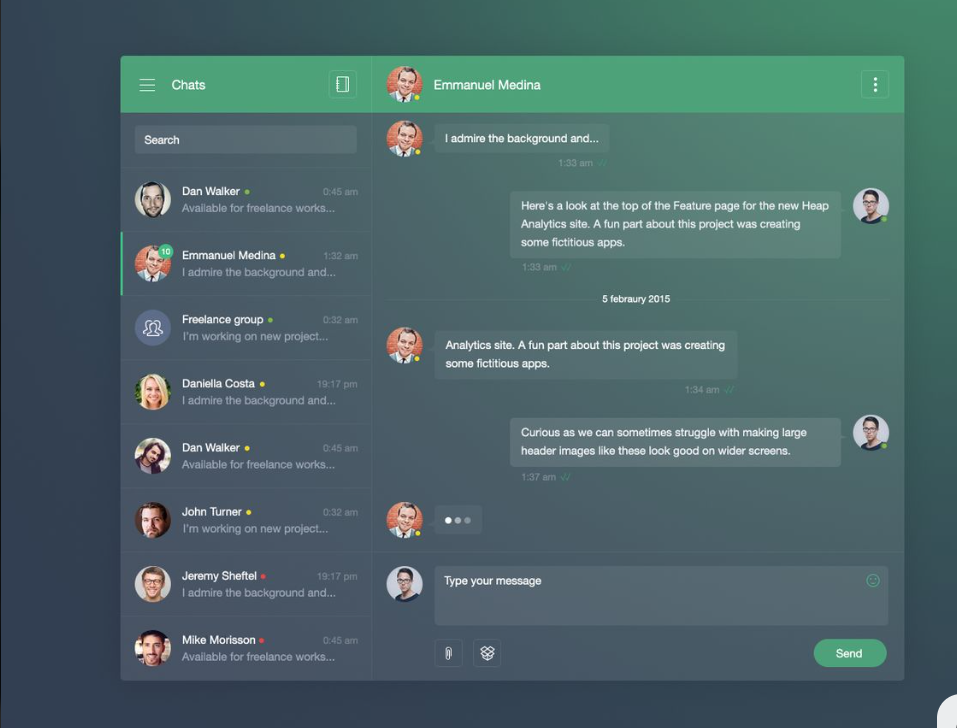 Chats
Search
Dan Walker
0:45 am
Available for freelance works...
10
Emmanuel Medina
1:32 am
I admire the background and...
Freelance group
0:32 am
I'm working on new project...
Daniella Costa
19:17 pm
I admire the background and...
Dan Walker
0:45 am
Available for freelance works...
John Turner
0:32 am
I'm working on new project...
Jeremy Sheftel
19:17 pm
I admire the background and...
Mike Morisson
0:45 am
Available for freelance works...
Emmanuel Medina
I admire the background and...
1:33 am
Here's a look at the top of the Feature page for the new Heap
Analytics site. A fun part about this project was creating
some fictitious apps.
1:33 am
5 febraury 2015
Analytics site. A fun part about this project was creating
some fictitious apps.
1:34 am
Curious as we can sometimes struggle with making large
header images like these look good on wider screens.
1:37 am
Type your message
Send